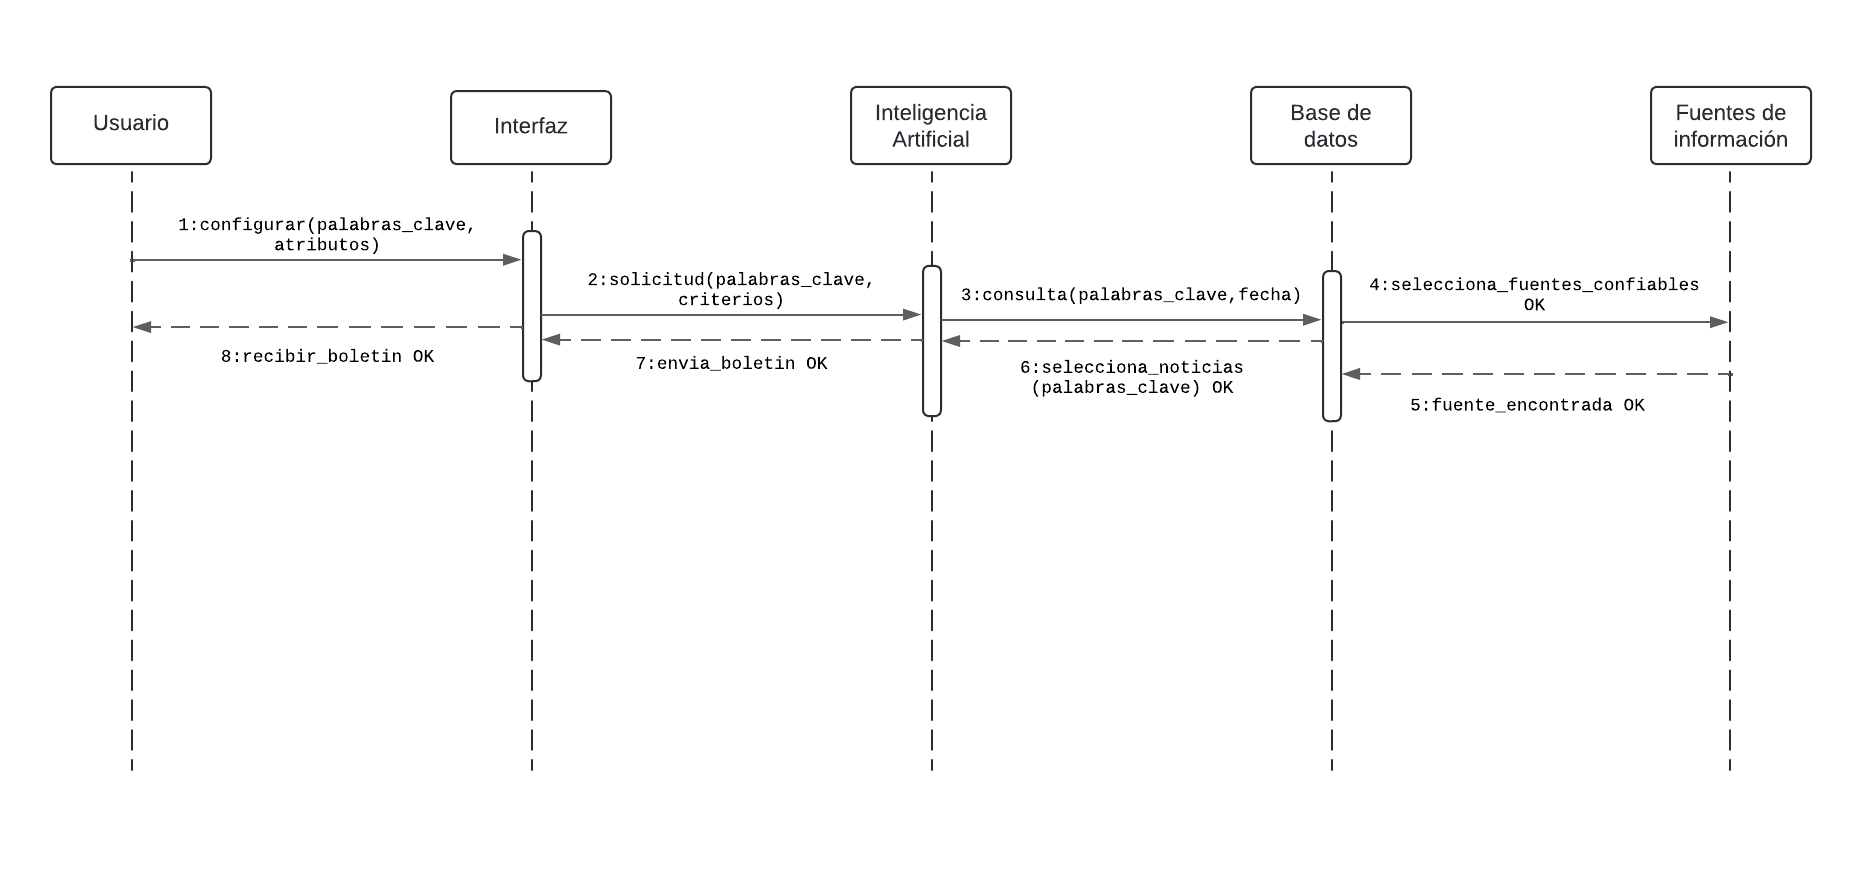 Usuario
Interfaz
Inteligencia
Artificial
Base de
datos
Fuentes de
información
1:configurar(palabras_clave,
atributos)
2:solicitud(palabras_clave,
criterios)
3:consulta(palabras_clave,fecha)
4:selecciona_fuentes_confiables
OK
8:recibir_boletin OK
7:envia_boletin OK
6:selecciona_noticias
(palabras_clave) OK
5:fuente_encontrada OK